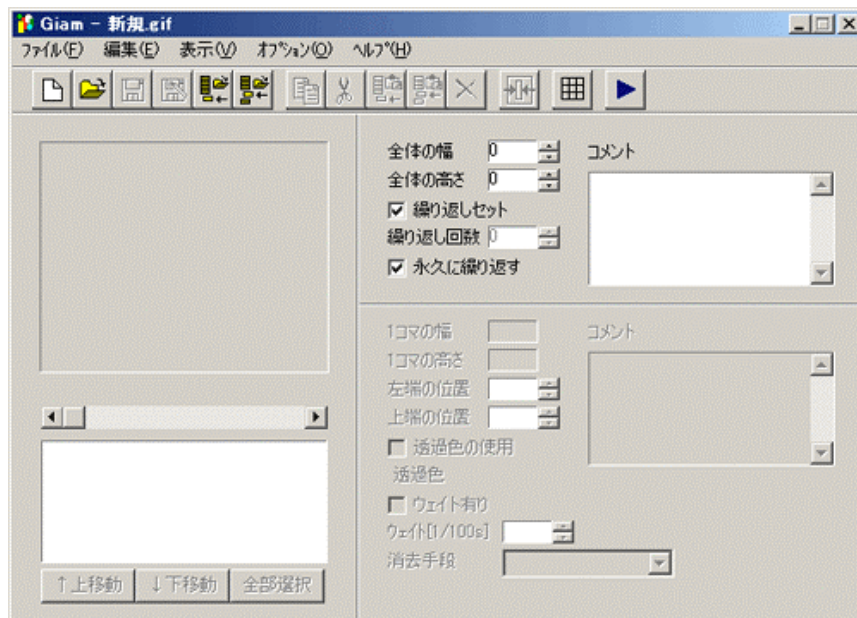 Giam - 新規.gif
ファイル(F) 編集(E) 表示(V) オプション(O) ヘルプ(H)
全体の幅 0
全体の高さ 0
繰り返しセット
繰り返し回数 0
永久に繰り返す
コメント
1コマの幅
1コマの高さ
左端の位置
上端の位置
透過色の使用
透過色
ウェイト有り
ウェイト[1/100s]
消去手段
コメント
↑上移動 ↓下移動 全部選択